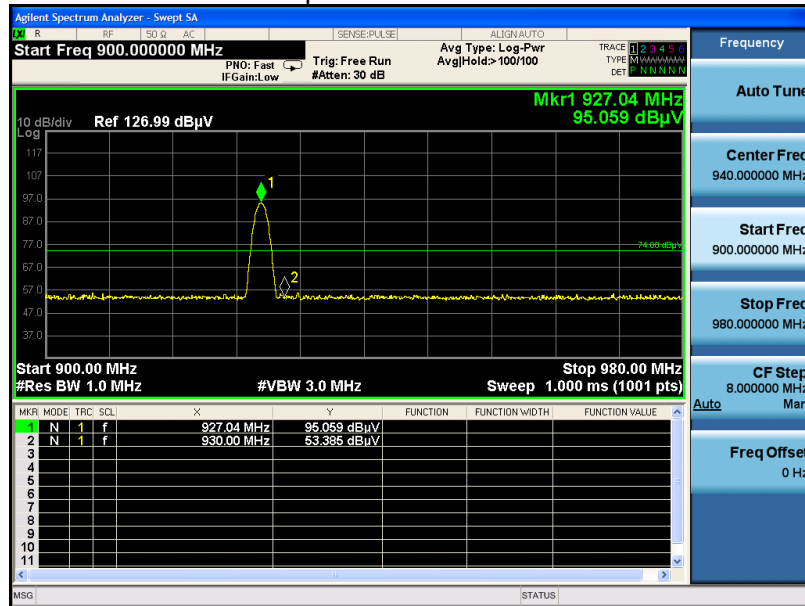 Agilent Spectrum Analyzer - Swept SA
LXI R RF 50 Ω AC SENSE:PULSE ALIGN AUTO
Start Freq 900.000000 MHz
PNO: Fast
IFGain:Low
Trig: Free Run
#Atten: 30 dB
Avg Type: Log-Pwr
Avg|Hold:>100/100
TRACE 1 2 3 4 5 6
TYPE M
DET P N N N N N
Mkr1 927.04 MHz
95.059 dBµV
10 dB/div Ref 126.99 dBµV
Log
117
107
97.0
87.0
77.0
67.0
57.0
47.0
37.0
1
74.00 dBµV
2
Start 900.00 MHz Stop 980.00 MHz
#Res BW 1.0 MHz #VBW 3.0 MHz Sweep 1.000 ms (1001 pts)
MKR MODE TRC SCL X Y FUNCTION FUNCTION WIDTH FUNCTION VALUE
1 N 1 f 927.04 MHz 95.059 dBµV
2 N 1 f 930.00 MHz 53.385 dBµV
3
4
5
6
7
8
9
10
11
MSG STATUS
Frequency
Auto Tune
Center Freq
940.000000 MHz
Start Freq
900.000000 MHz
Stop Freq
980.000000 MHz
CF Step
8.000000 MHz
Auto Man
Freq Offset
0 Hz